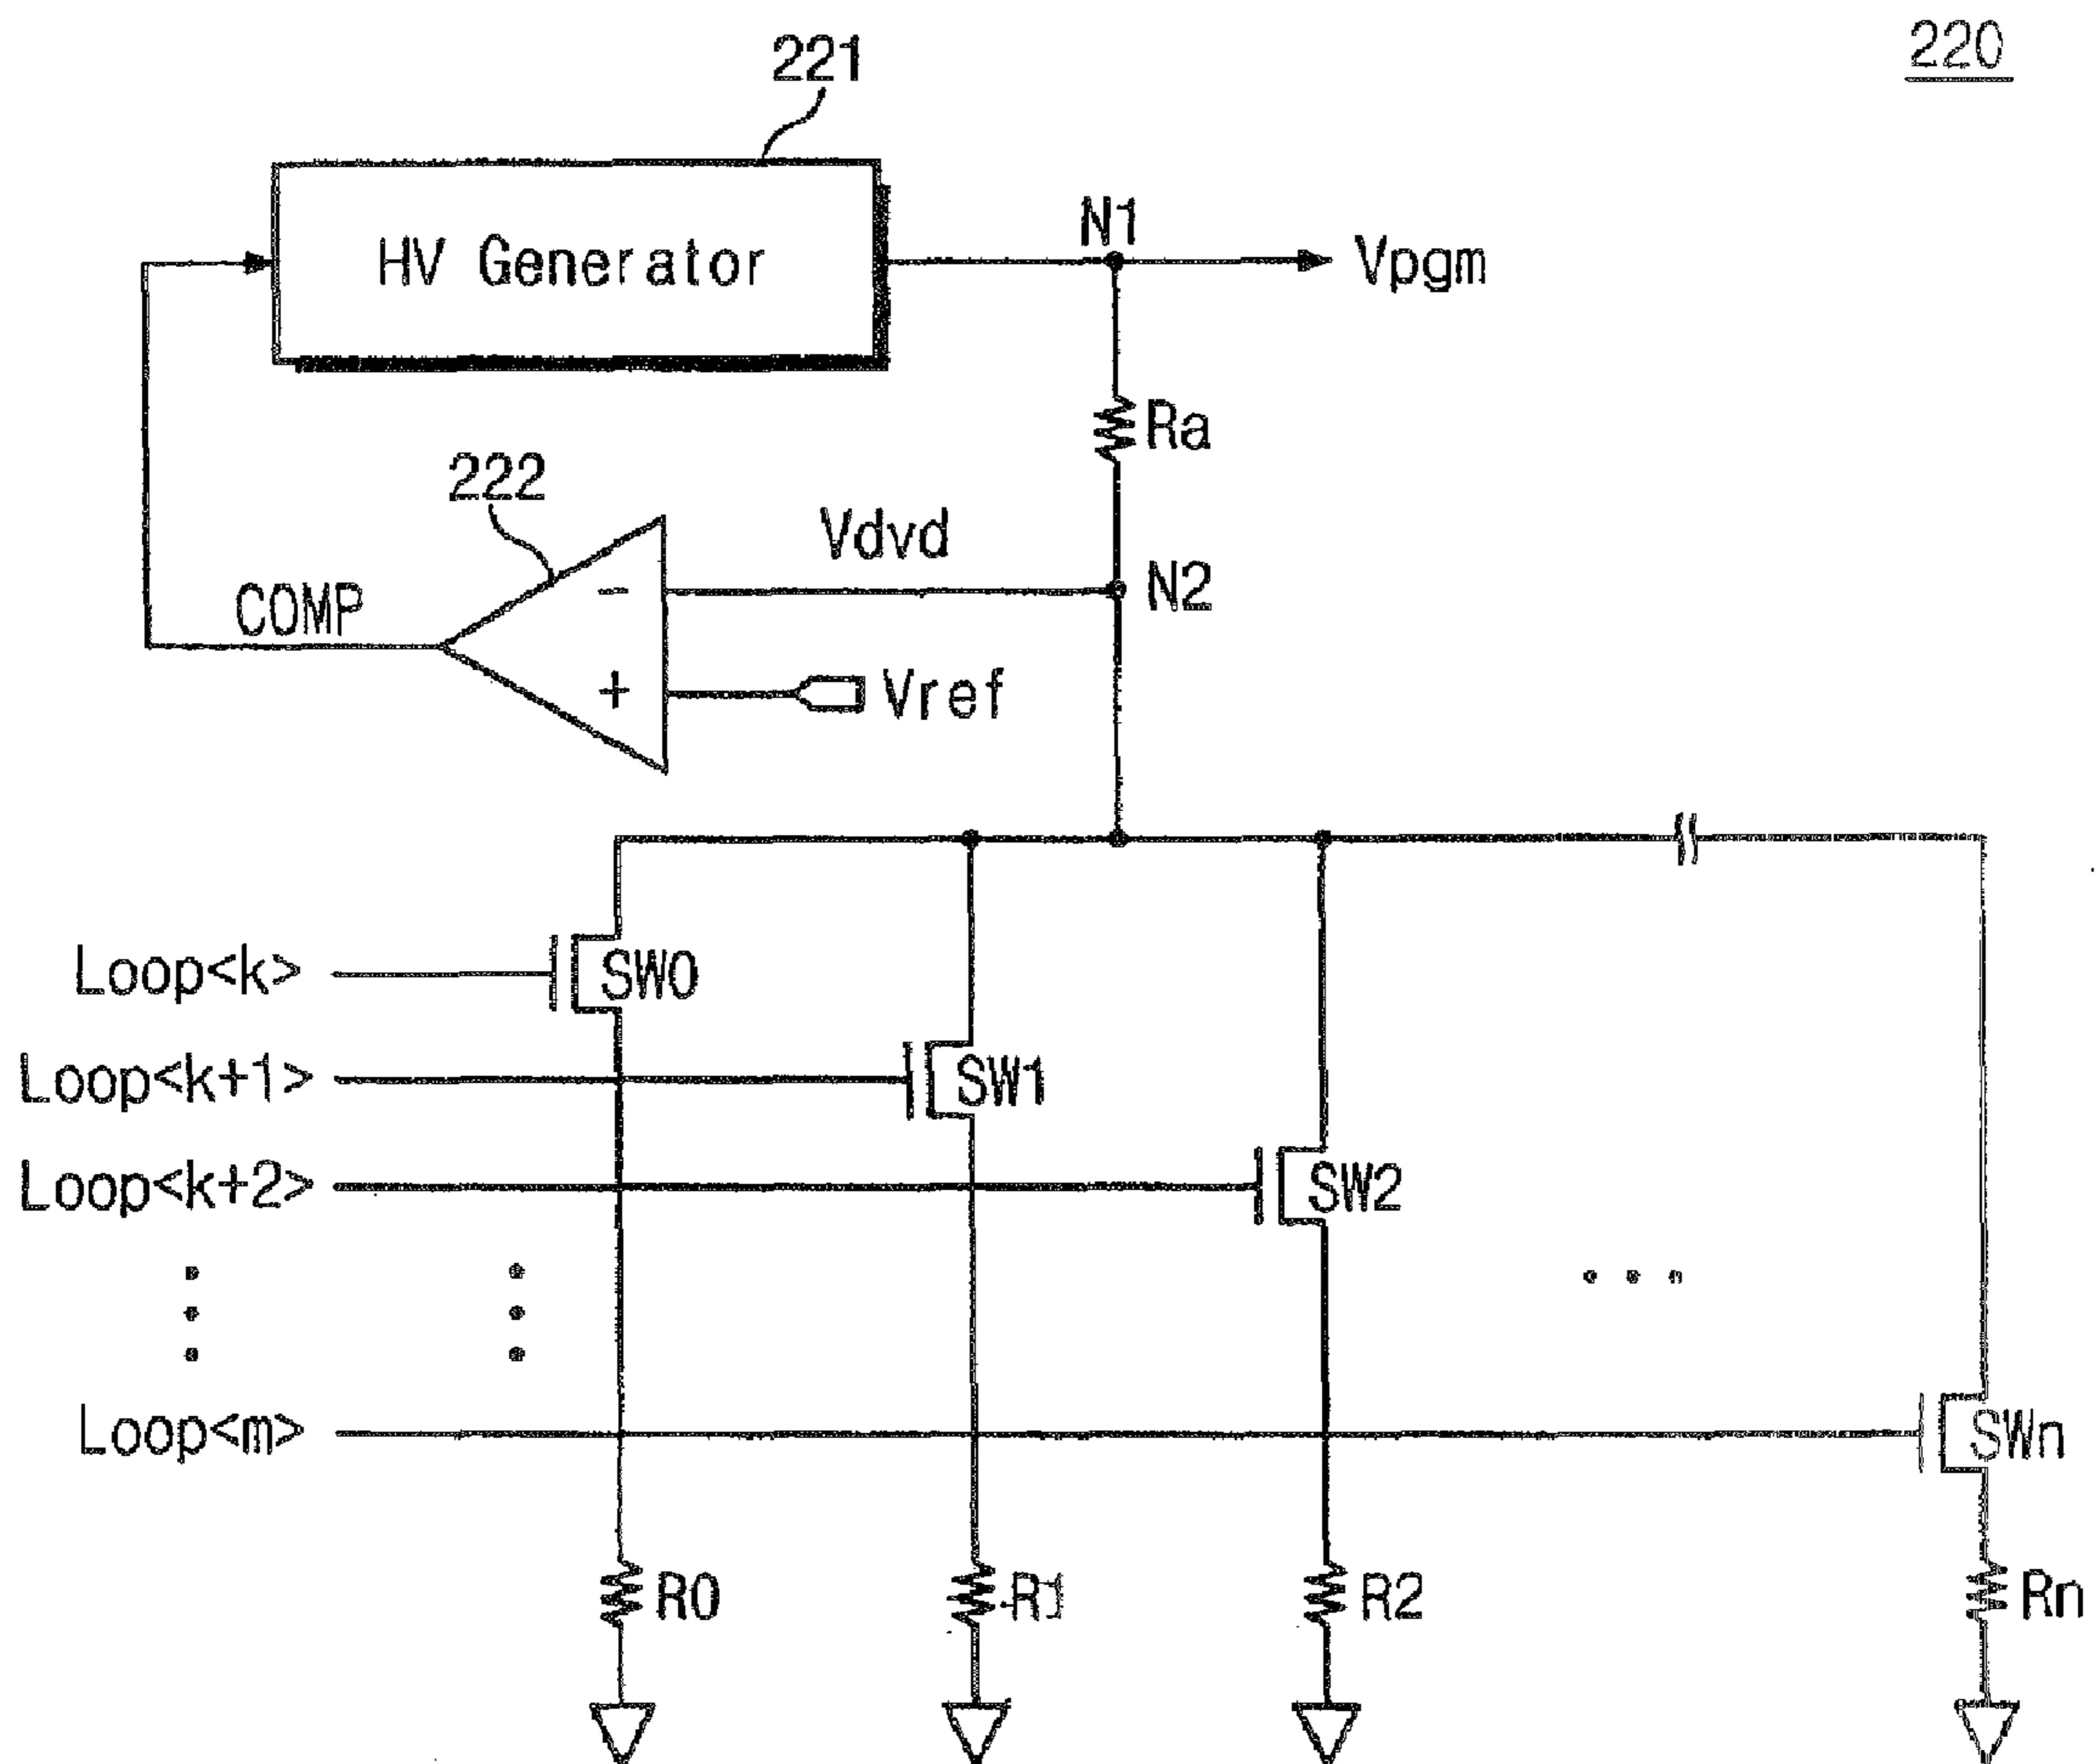 220
221
HV Generator
N1
Vpgm
Ra
222
Vdvd
N2
COMP
-
+
Vref
Loop<k>
SW0
Loop<k+1>
SW1
Loop<k+2>
SW2
Loop<m>
SWn
R0
R1
R2
Rn